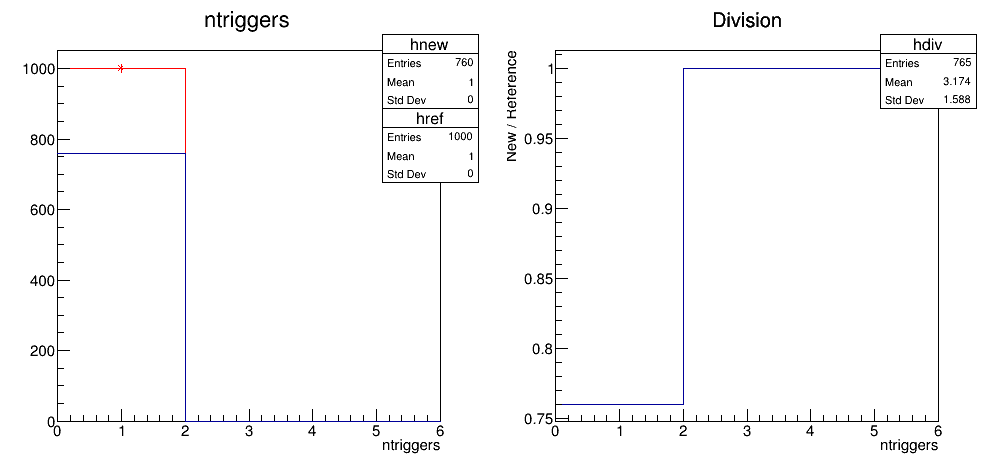 ntriggers
hnew
Entries 760
Mean 1
Std Dev 0
href
Entries 1000
Mean 1
Std Dev 0
1000
800
600
400
200
0
0 1 2 3 4 5 6
ntriggers
Division
hdiv
Entries 765
Mean 3.174
Std Dev 1.588
New / Reference
1
0.95
0.9
0.85
0.8
0.75
0 1 2 3 4 5 6
ntriggers